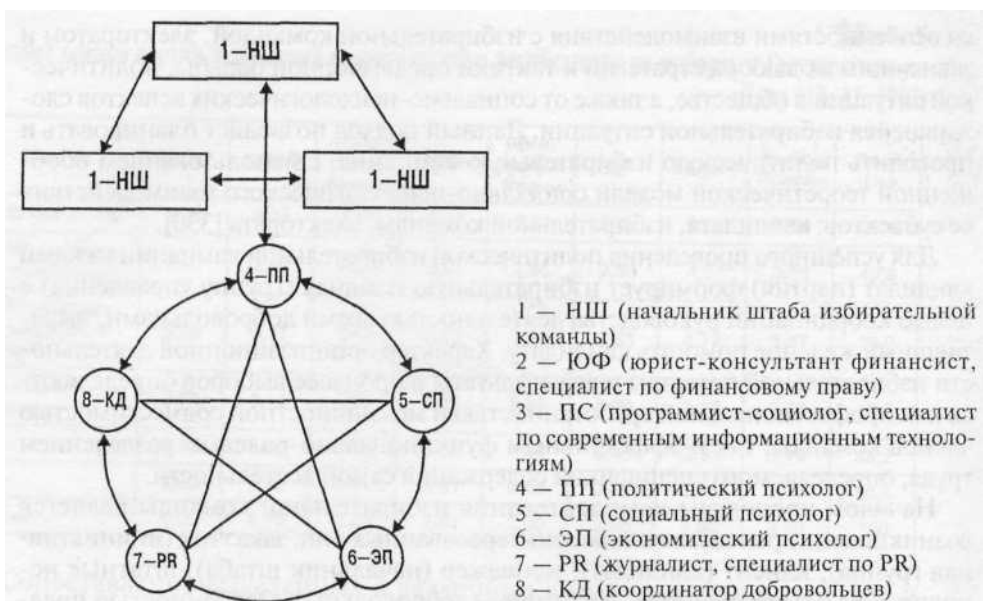 1–НШ
1–НШ
1–НШ
4–ПП
8–КД
5–СП
7–PR
6–ЭП
1 — НШ (начальник штаба избирательной
команды)
2 — ЮФ (юрист-консультант финансист,
специалист по финансовому праву)
3 — ПС (программист-социолог, специалист
по современным информационным техноло-
гиям)
4 — ПП (политический психолог)
5 — СП (социальный психолог)
6 — ЭП (экономический психолог)
7 — PR (журналист, специалист по PR)
8 — КД (координатор добровольцев)